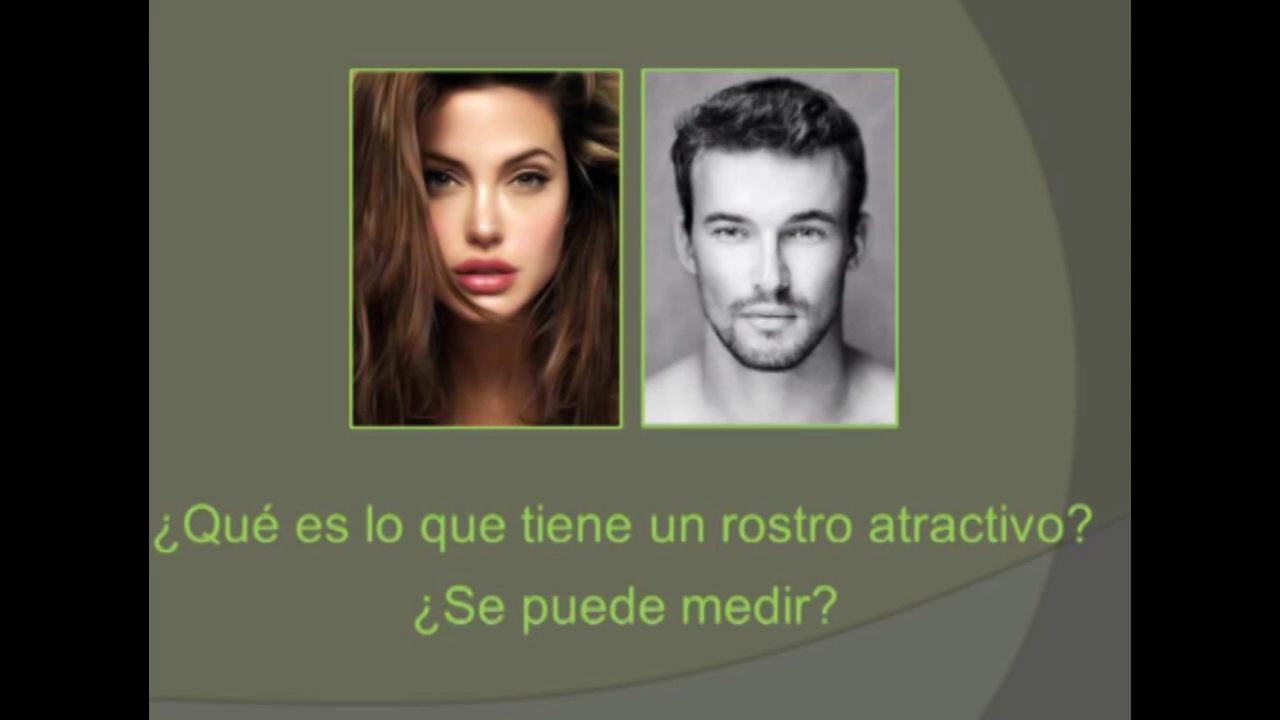 ¿Qué es lo que tiene un rostro atractivo?
¿Se puede medir?